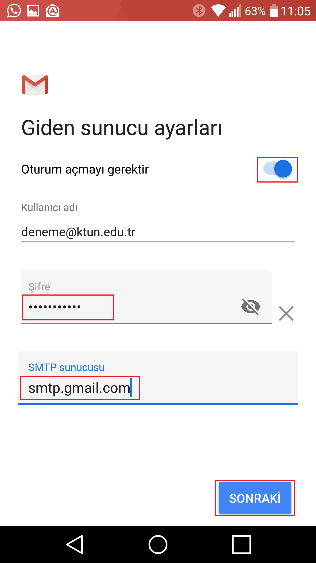 63% 11:05
Giden sunucu ayarları
Oturum açmayı gerektir
Kullanıcı adı
deneme@ktun.edu.tr
Şifre
•••••••••••
SMTP sunucusu
smtp.gmail.com
SONRAKİ